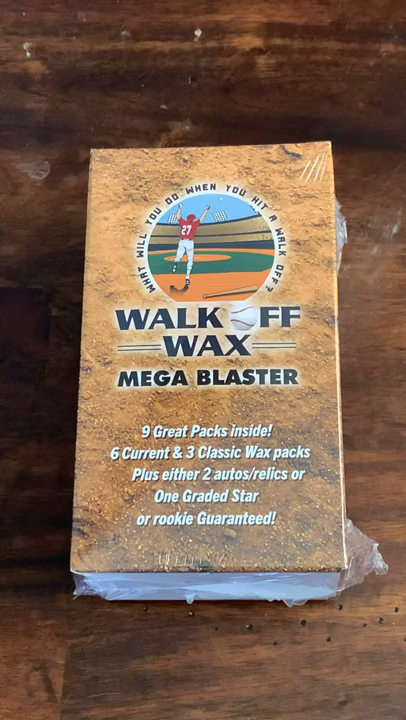 WHAT WILL YOU DO WHEN YOU HIT A WALK OFF?
27
WALK OFF
WAX
MEGA BLASTER
9 Great Packs inside!
6 Current & 3 Classic Wax packs
Plus either 2 autos/relics or
One Graded Star
or rookie Guaranteed!